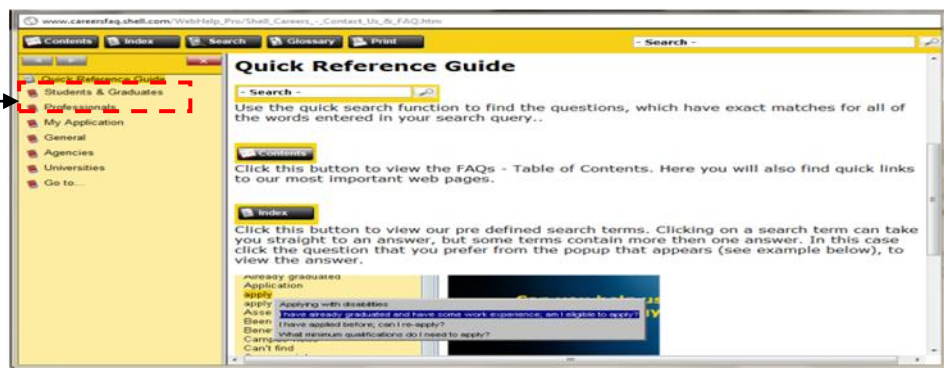 www.careersfaq.shell.com/WebHelp_Pro/Shell_Careers_-_Contact_Us_&_FAQ.htm
Contents Index Search Glossary Print - Search -
Quick Reference Guide
Students & Graduates
Professionals
My Application
General
Agencies
Universities
Go to...
Quick Reference Guide
- Search -
Use the quick search function to find the questions, which have exact matches for all of
the words entered in your search query..
Contents
Click this button to view the FAQs - Table of Contents. Here you will also find quick links
to our most important web pages.
Index
Click this button to view our pre defined search terms. Clicking on a search term can take
you straight to an answer, but some terms contain more then one answer. In this case
click the question that you prefer from the popup that appears (see example below), to
view the answer.
Already graduated
Application
apply
apply
Applying with disabilities
I have already graduated and have some work experience; am I eligible to apply?
I have applied before; can I re-apply?
What minimum qualifications do I need to apply?
Asse
Been
Bene
Can't find